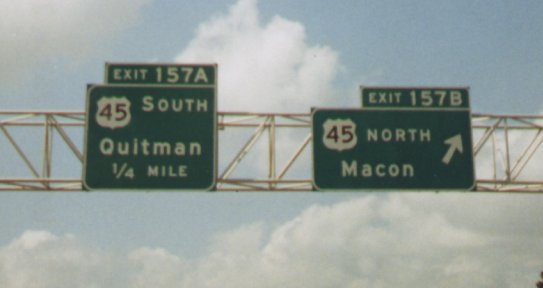 EXIT 157A
45 SOUTH
Quitman
1/4 MILE
EXIT 157B
45 NORTH
Macon